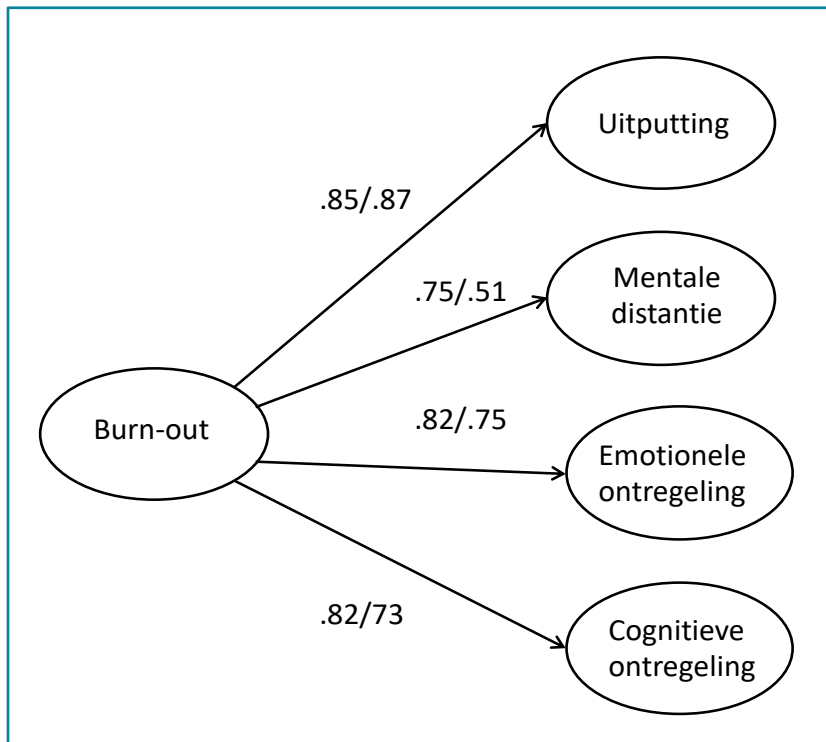 Uitputting
.85/.87
Mentale
distantie
.75/.51
Burn-out
.82/.75
Emotionele
ontregeling
.82/73
Cognitieve
ontregeling